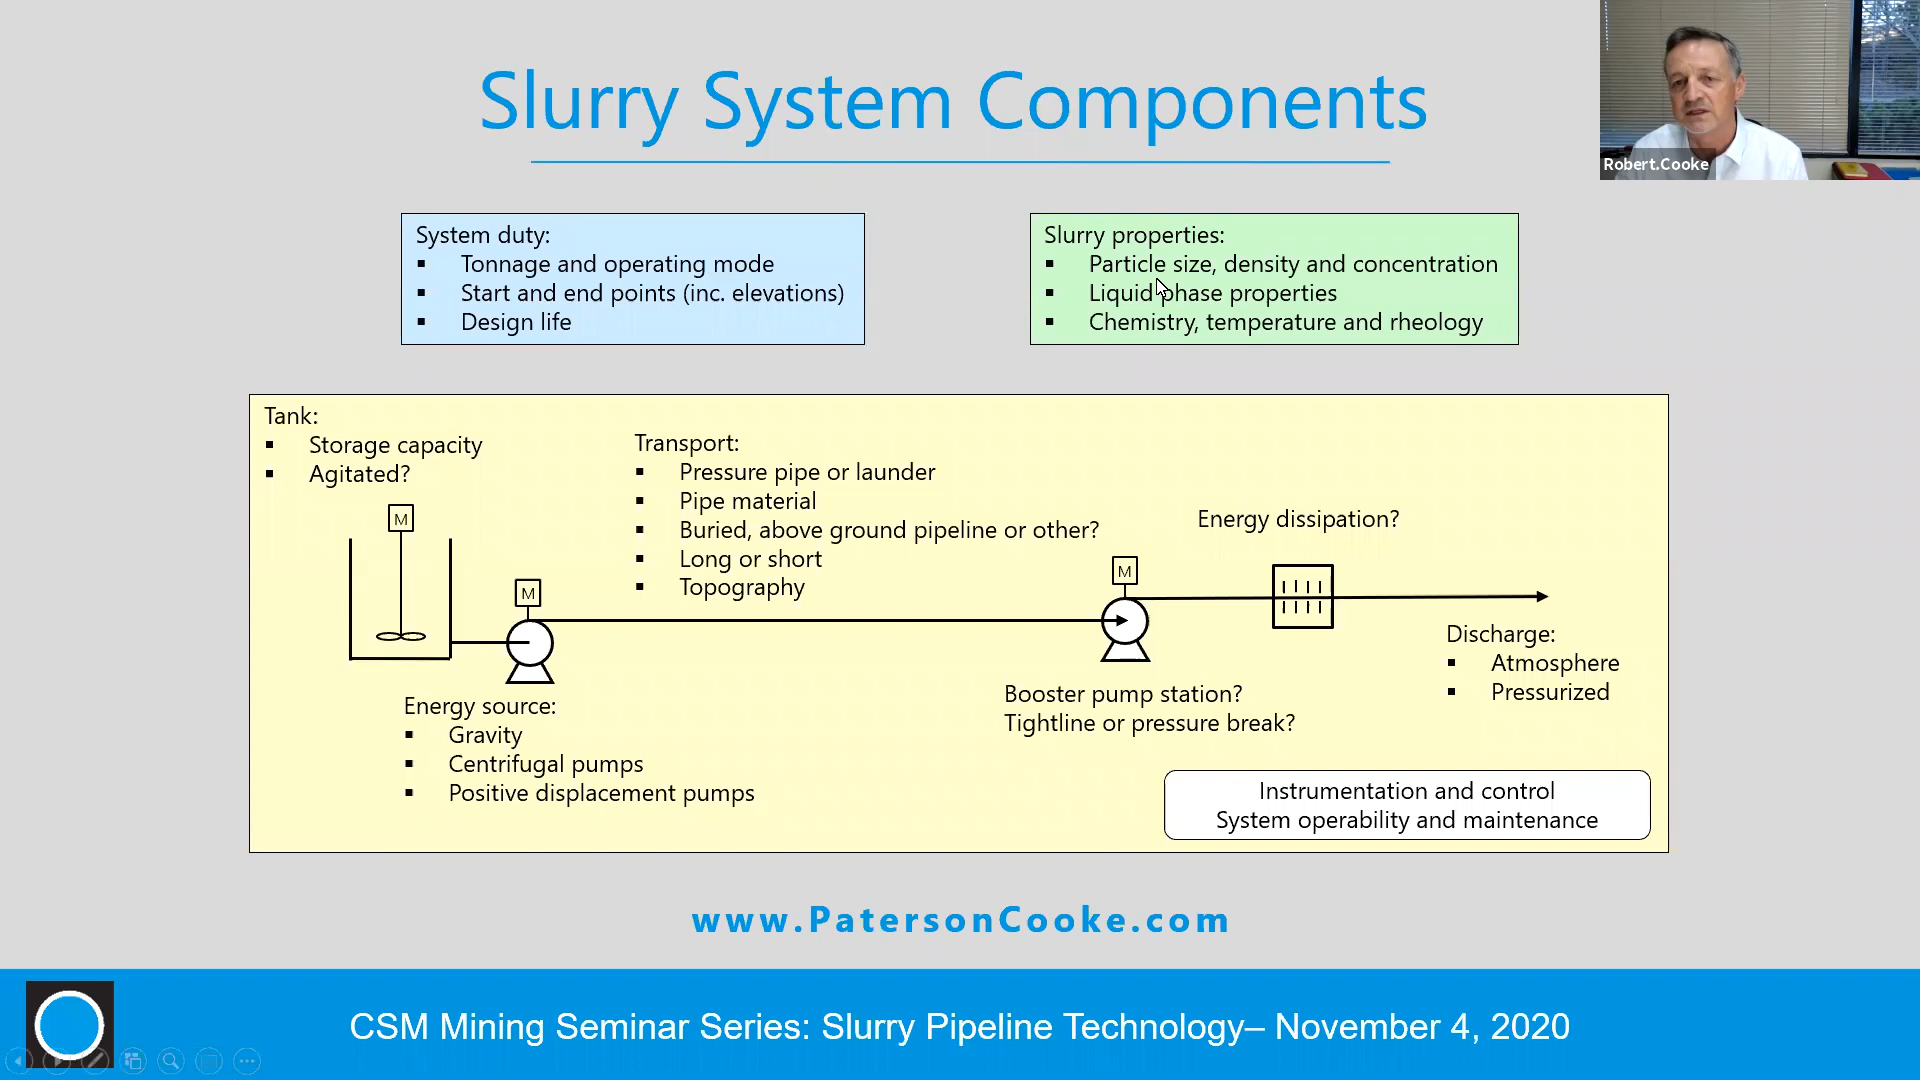 Slurry System Components
Robert.Cooke
System duty:
▪ Tonnage and operating mode
▪ Start and end points (inc. elevations)
▪ Design life
Slurry properties:
▪ Particle size, density and concentration
▪ Liquid phase properties
▪ Chemistry, temperature and rheology
Tank:
▪ Storage capacity
▪ Agitated?
M
Transport:
▪ Pressure pipe or launder
▪ Pipe material
▪ Buried, above ground pipeline or other?
▪ Long or short
▪ Topography
M
M
Energy dissipation?
Energy source:
▪ Gravity
▪ Centrifugal pumps
▪ Positive displacement pumps
Booster pump station?
Tightline or pressure break?
Discharge:
▪ Atmosphere
▪ Pressurized
Instrumentation and control
System operability and maintenance
www.PatersonCooke.com
CSM Mining Seminar Series: Slurry Pipeline Technology– November 4, 2020